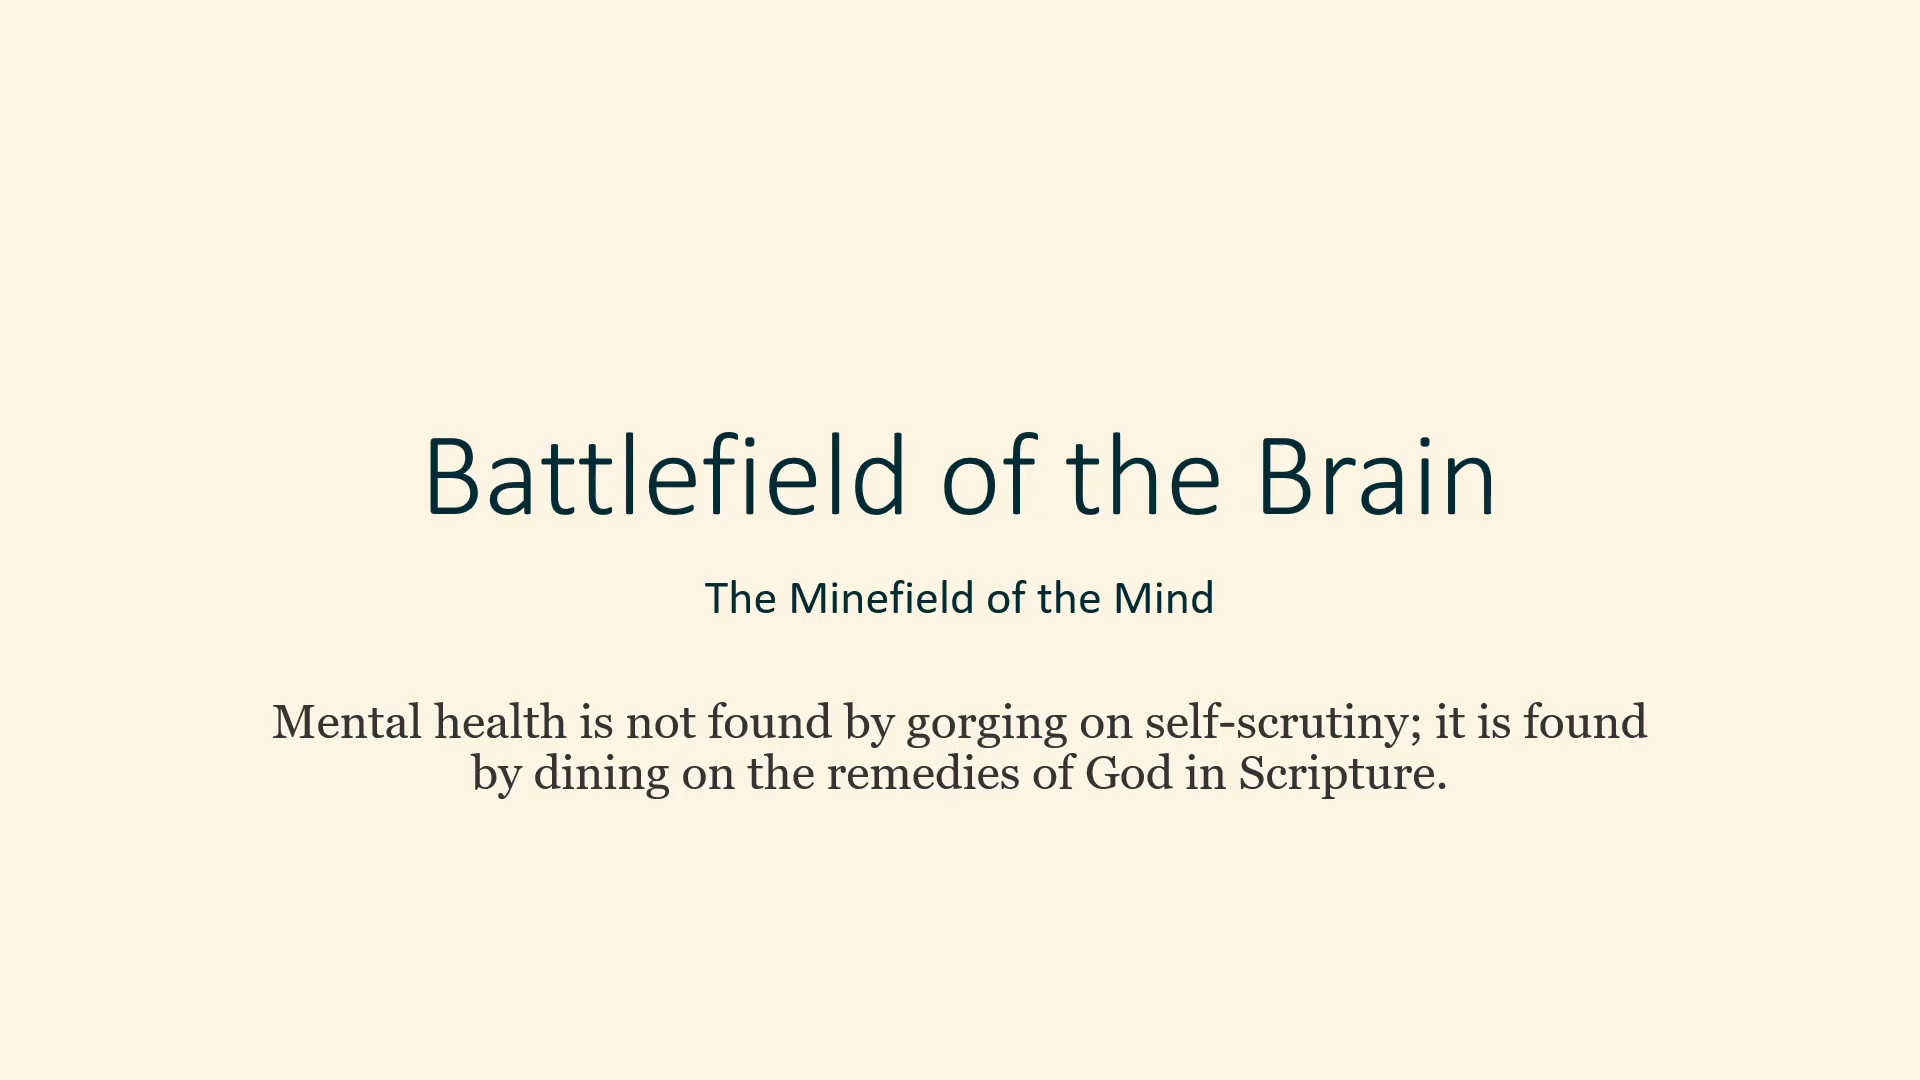 Battlefield of the Brain
The Minefield of the Mind
Mental health is not found by gorging on self-scrutiny; it is found
by dining on the remedies of God in Scripture.